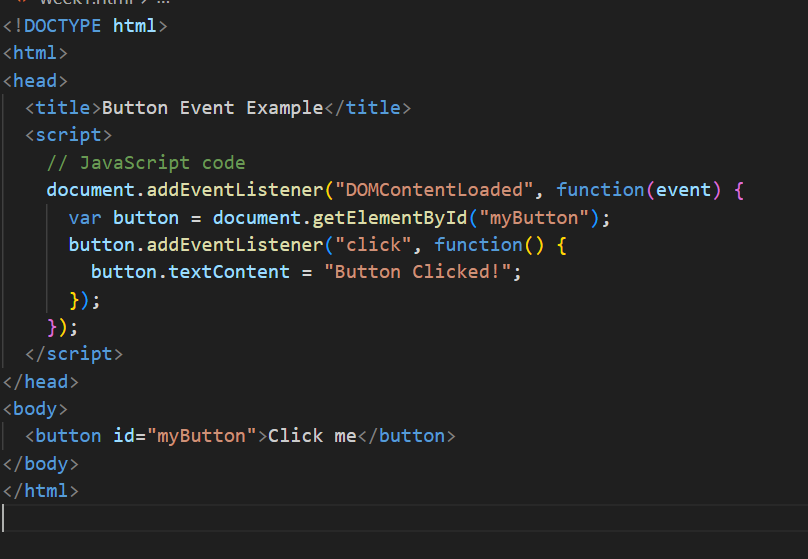 <!DOCTYPE html>
<html>
<head>
  <title>Button Event Example</title>
  <script>
    // JavaScript code
    document.addEventListener("DOMContentLoaded", function(event) {
      var button = document.getElementById("myButton");
      button.addEventListener("click", function() {
        button.textContent = "Button Clicked!";
      });
    });
  </script>
</head>
<body>
  <button id="myButton">Click me</button>
</body>
</html>